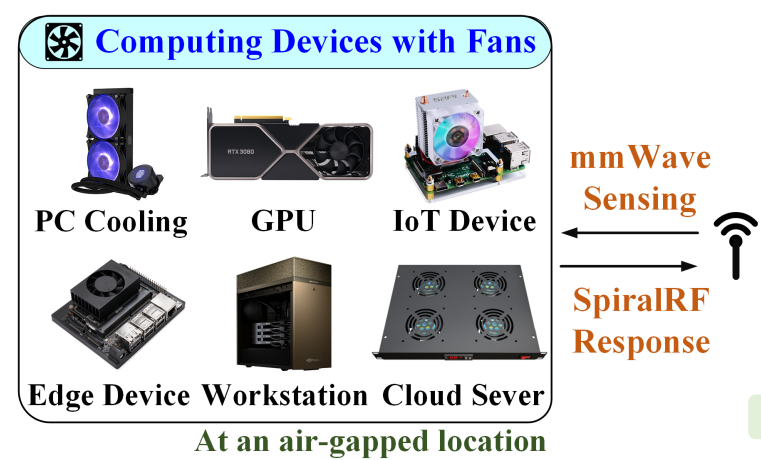 Computing Devices with Fans
RTX 3080
PC Cooling
GPU
IoT Device
Edge Device
Workstation
Cloud Sever
mmWave
Sensing
SpiralRF
Response
At an air-gapped location